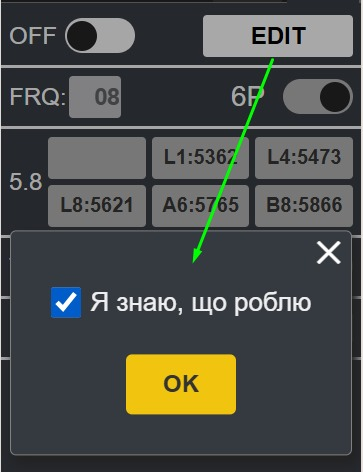 OFF EDIT
FRQ: 08 6P
L1:5362 L4:5473
5.8
L8:5621 A6:5765 B8:5866
Я знаю, що роблю
OK